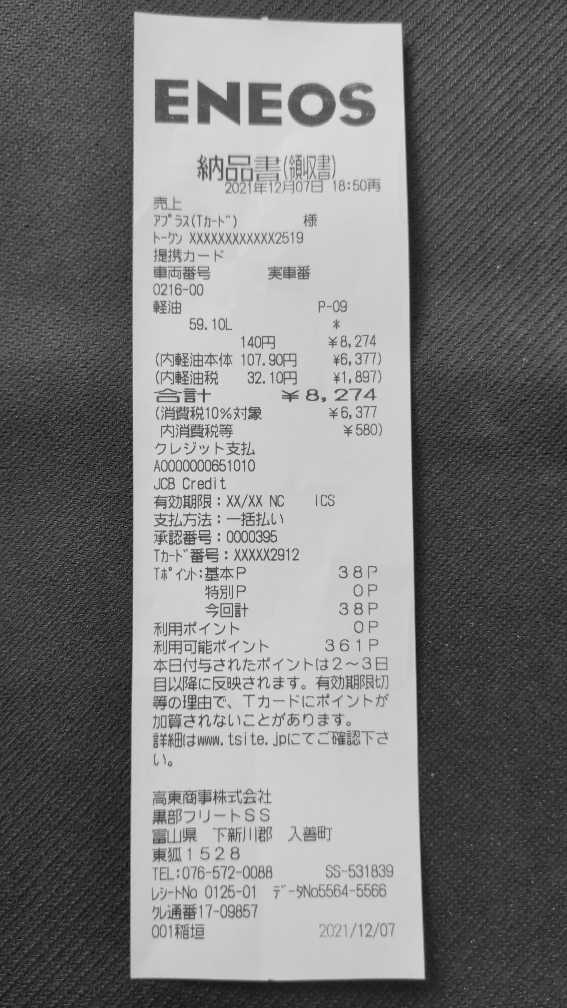 ENEOS
納品書(領収書)
2021年12月07日 18:50再
売上
ｱﾌﾟﾗｽ(Tｶｰﾄﾞ) 様
ﾄｰｸﾝ XXXXXXXXXXXX2519
提携カード
車両番号 実車番
0216-00
軽油 P-09
59.10L *
140円 ¥8,274
(内軽油本体 107.90円 ¥6,377)
(内軽油税 32.10円 ¥1,897)
合計 ¥8,274
(消費税10%対象 ¥6,377
内消費税等 ¥580)
クレジット支払
A0000000651010
JCB Credit
有効期限：XX/XX NC ICS
支払方法：一括払い
承認番号：0000395
Tｶｰﾄﾞ番号：XXXXX2912
Tﾎﾟｲﾝﾄ:基本P 38P
特別P 0P
今回計 38P
利用ポイント 0P
利用可能ポイント 361P
本日付与されたポイントは2～3日
目以降に反映されます。有効期限切
等の理由で、Tカードにポイントが
加算されないことがあります。
詳細はwww.tsite.jpにてご確認下さ
い。
高東商事株式会社
黒部フリートSS
富山県 下新川郡 入善町
東狐1528
TEL:076-572-0088 SS-531839
ﾚｼｰﾄNo 0125-01 ﾃﾞｰﾀNo5564-5566
ｸﾚ通番17-09857
001稲垣 2021/12/07